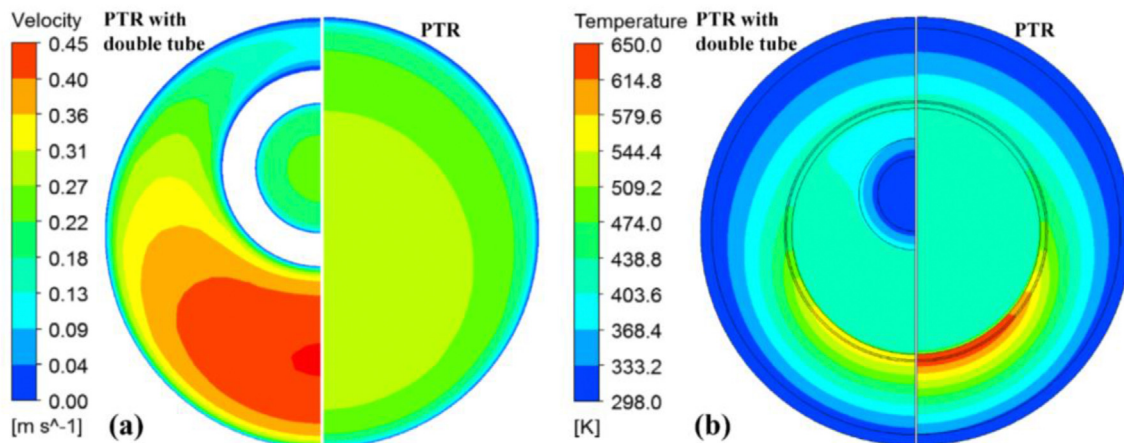 Velocity
0.45
0.40
0.36
0.31
0.27
0.22
0.18
0.13
0.09
0.04
0.00
[m s^-1]
PTR with
double tube
PTR
(a)
Temperature
650.0
614.8
579.6
544.4
509.2
474.0
438.8
403.6
368.4
333.2
298.0
[K]
PTR with
double tube
PTR
(b)